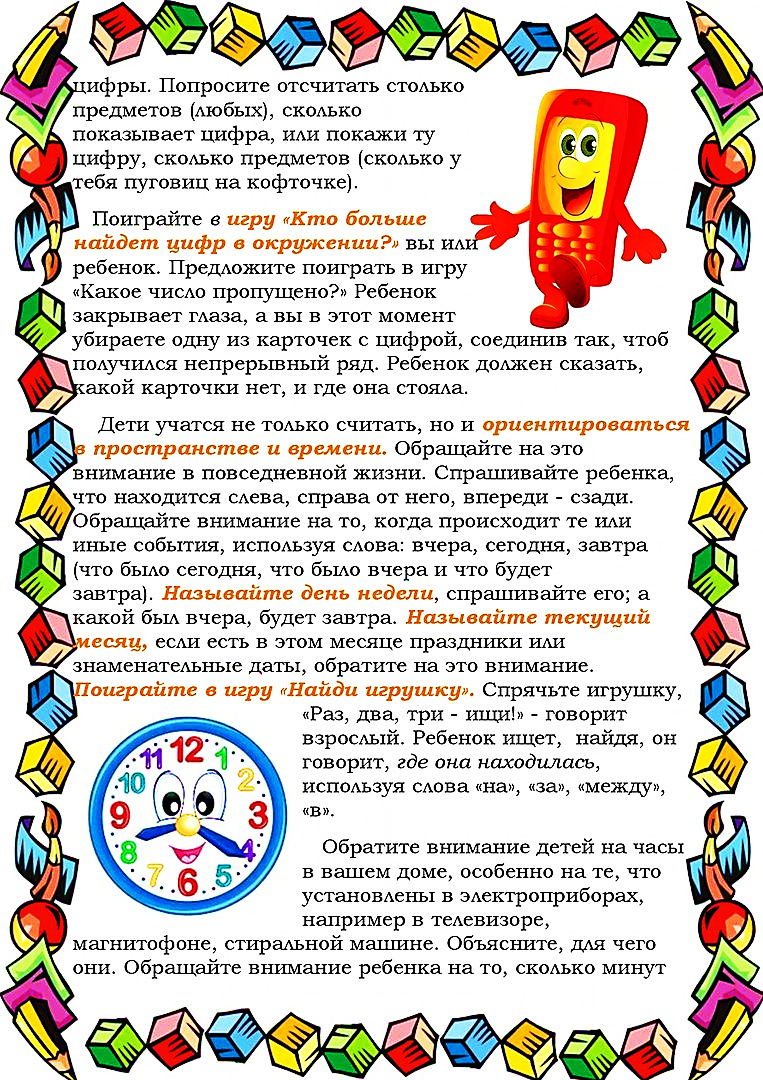 цифры. Попросите отсчитать столько
предметов (любых), сколько
показывает цифра, или покажи ту
цифру, сколько предметов (сколько у
тебя пуговиц на кофточке).
Поиграйте в игру «Кто больше
найдет цифр в окружении?» вы или
ребенок. Предложите поиграть в игру
«Какое число пропущено?» Ребенок
закрывает глаза, а вы в этот момент
убираете одну из карточек с цифрой, соединив так, чтоб
получился непрерывный ряд. Ребенок должен сказать,
какой карточки нет, и где она стояла.
Дети учатся не только считать, но и ориентироваться
в пространстве и времени. Обращайте на это
внимание в повседневной жизни. Спрашивайте ребенка,
что находится слева, справа от него, впереди - сзади.
Обращайте внимание на то, когда происходит те или
иные события, используя слова: вчера, сегодня, завтра
(что было сегодня, что было вчера и что будет
завтра). Называйте день недели, спрашивайте его; а
какой был вчера, будет завтра. Называйте текущий
месяц, если есть в этом месяце праздники или
знаменательные даты, обратите на это внимание.
Поиграйте в игру «Найди игрушку». Спрячьте игрушку,
«Раз, два, три - ищи!» - говорит
взрослый. Ребенок ищет, найдя, он
говорит, где она находилась,
используя слова «на», «за», «между»,
«в».
12
1
2
3
4
5
6
7
8
9
10
11
Обратите внимание детей на часы
в вашем доме, особенно на те, что
установлены в электроприборах,
например в телевизоре,
магнитофоне, стиральной машине. Объясните, для чего
они. Обращайте внимание ребенка на то, сколько минут